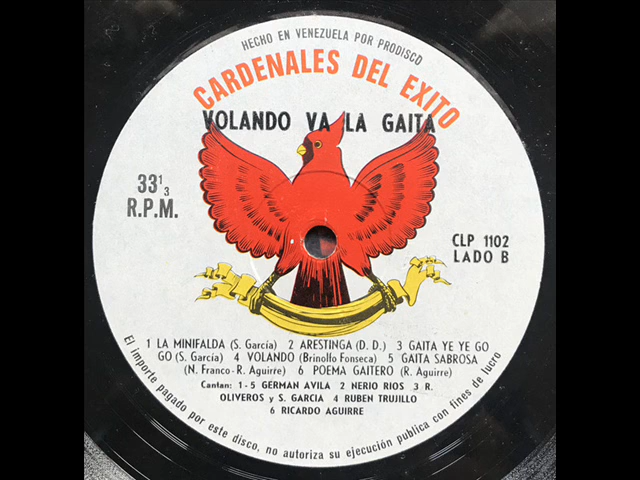 HECHO EN VENEZUELA POR PRODISCO
CARDENALES DEL EXITO
VOLANDO VA LA GAITA
33 1/3
R.P.M.
CLP 1102
LADO B
1 LA MINIFALDA (S. García) 2 ARESTINGA (D. D.) 3 GAITA YE YE GO
GO (S. García) 4 VOLANDO (Brinolfo Fonseca) 5 GAITA SABROSA
(N. Franco - R. Aguirre) 6 POEMA GAITERO (R. Aguirre)
Cantan: 1 - 5 GERMAN AVILA 2 NERIO RIOS 3 R.
OLIVEROS y S. GARCIA 4 RUBEN TRUJILLO
6 RICARDO AGUIRRE
El importe pagado por este disco, no autoriza su ejecución publica con fines de lucro